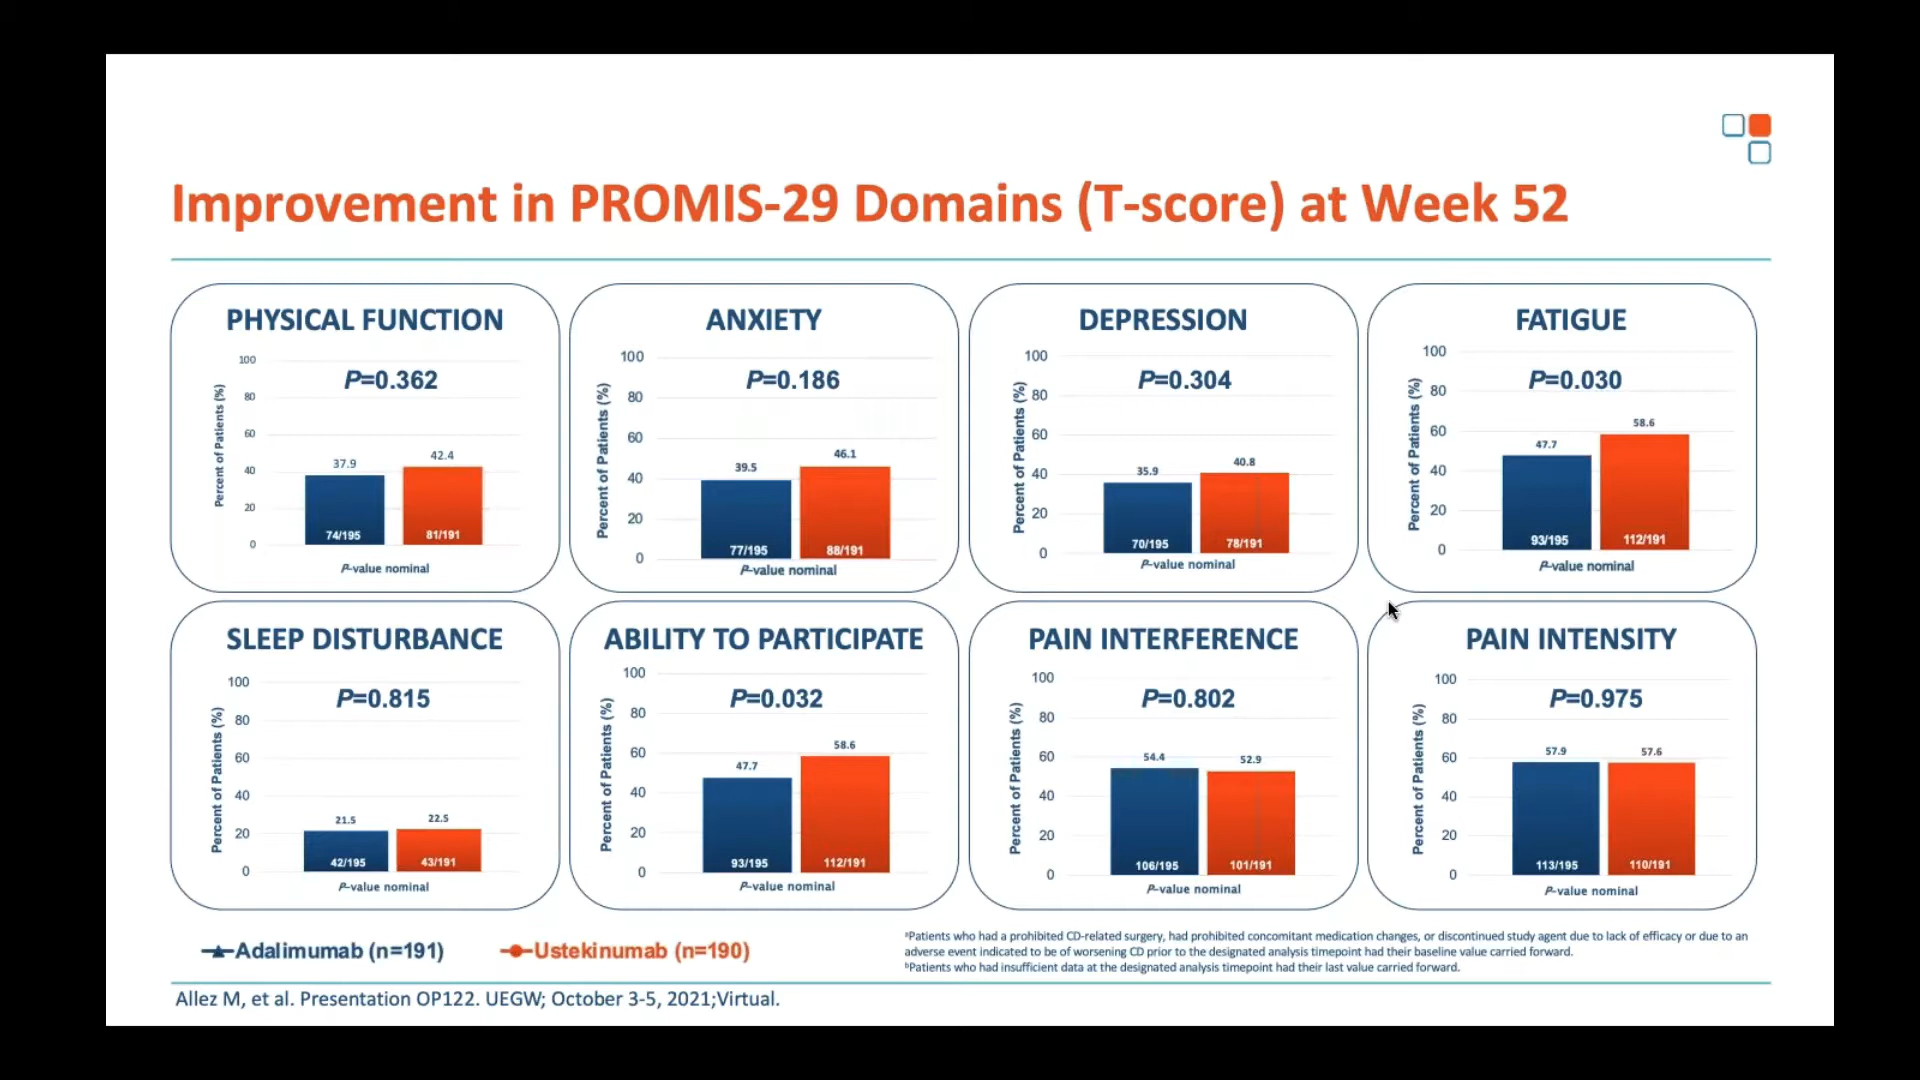 Improvement in PROMIS-29 Domains (T-score) at Week 52
PHYSICAL FUNCTION
Percent of Patients (%)
100
80
60
40
20
0
P=0.362
37.9
42.4
74/195
81/191
P-value nominal
ANXIETY
Percent of Patients (%)
100
80
60
40
20
0
P=0.186
39.5
46.1
77/195
88/191
P-value nominal
DEPRESSION
Percent of Patients (%)
100
80
60
40
20
0
P=0.304
35.9
40.8
70/195
78/191
P-value nominal
FATIGUE
Percent of Patients (%)
100
80
60
40
20
0
P=0.030
47.7
58.6
93/195
112/191
P-value nominal
SLEEP DISTURBANCE
Percent of Patients (%)
100
80
60
40
20
0
P=0.815
21.5
22.5
42/195
43/191
P-value nominal
ABILITY TO PARTICIPATE
Percent of Patients (%)
100
80
60
40
20
0
P=0.032
47.7
58.6
93/195
112/191
P-value nominal
PAIN INTERFERENCE
Percent of Patients (%)
100
80
60
40
20
0
P=0.802
54.4
52.9
106/195
101/191
P-value nominal
PAIN INTENSITY
Percent of Patients (%)
100
80
60
40
20
0
P=0.975
57.9
57.6
113/195
110/191
P-value nominal
Adalimumab (n=191)
Ustekinumab (n=190)
ᵃPatients who had a prohibited CD-related surgery, had prohibited concomitant medication changes, or discontinued study agent due to lack of efficacy or due to an
adverse event indicated to be of worsening CD prior to the designated analysis timepoint had their baseline value carried forward.
ᵇPatients who had insufficient data at the designated analysis timepoint had their last value carried forward.
Allez M, et al. Presentation OP122. UEGW; October 3-5, 2021;Virtual.